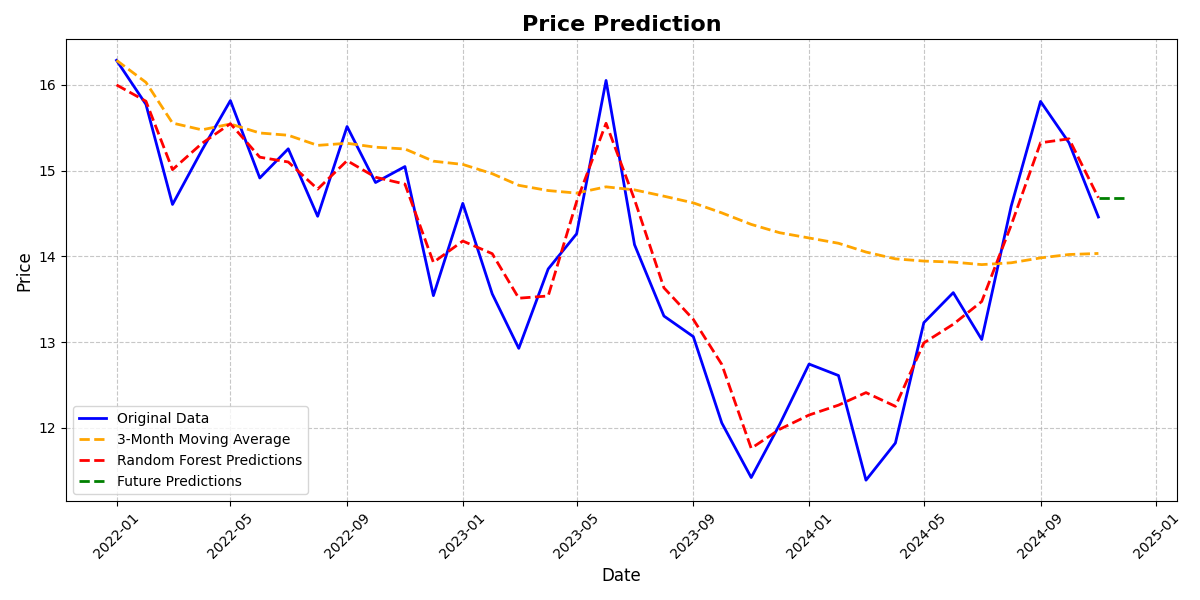 Price Prediction
16
15
14
13
12
Price
Original Data
3-Month Moving Average
Random Forest Predictions
Future Predictions
2022-01
2022-05
2022-09
2023-01
2023-05
2023-09
2024-01
2024-05
2024-09
2025-01
Date